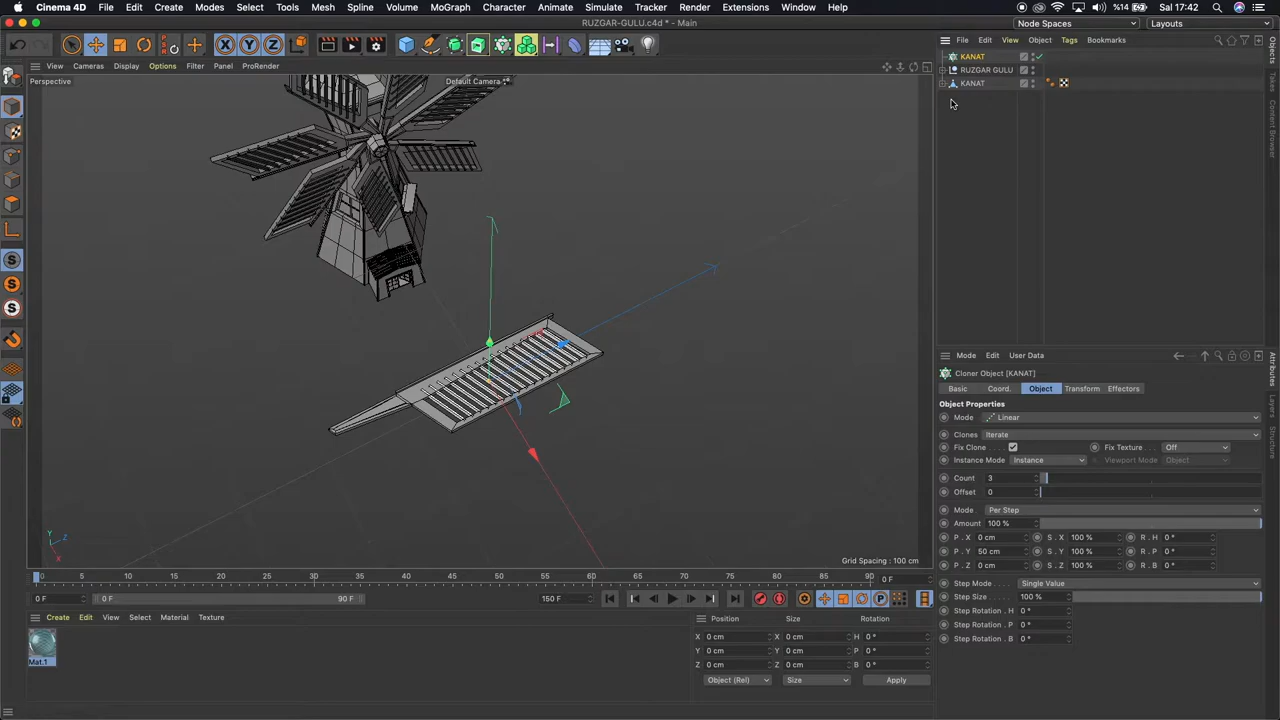 Cinema 4D File Edit Create Modes Select Tools Mesh Spline Volume MoGraph Character Animate Simulate Tracker Render Extensions Window Help %14 Sal 17:42
RUZGAR-GULU.c4d * - Main
Node Spaces Layouts
File Edit View Object Tags Bookmarks
View Cameras Display Options Filter Panel ProRender
Perspective
Default Camera
KANAT
RUZGAR GULU
KANAT
Objects
Takes
Content Browser
Mode Edit User Data
Cloner Object [KANAT]
Basic Coord. Object Transform Effectors
Object Properties
Mode Linear
Clones Iterate
Fix Clone Fix Texture Off
Instance Mode Instance Viewport Mode Object
Count 3
Offset 0
Mode Per Step
Amount 100 %
P . X 0 cm S . X 100 % R . H 0 °
P . Y 50 cm S . Y 100 % R . P 0 °
P . Z 0 cm S . Z 100 % R . B 0 °
Step Mode Single Value
Step Size 100 %
Step Rotation . H 0 °
Step Rotation . P 0 °
Step Rotation . B 0 °
Attributes
Layers
Structure
Y
Z
X
Grid Spacing : 100 cm
0 5 10 15 20 25 30 35 40 45 50 55 60 65 70 75 80 85 90 0 F
0 F 0 F 90 F 150 F
Create Edit View Select Material Texture
Mat.1
Position Size Rotation
X 0 cm X 0 cm H 0 °
Y 0 cm Y 0 cm P 0 °
Z 0 cm Z 0 cm B 0 °
Object (Rel) Size Apply